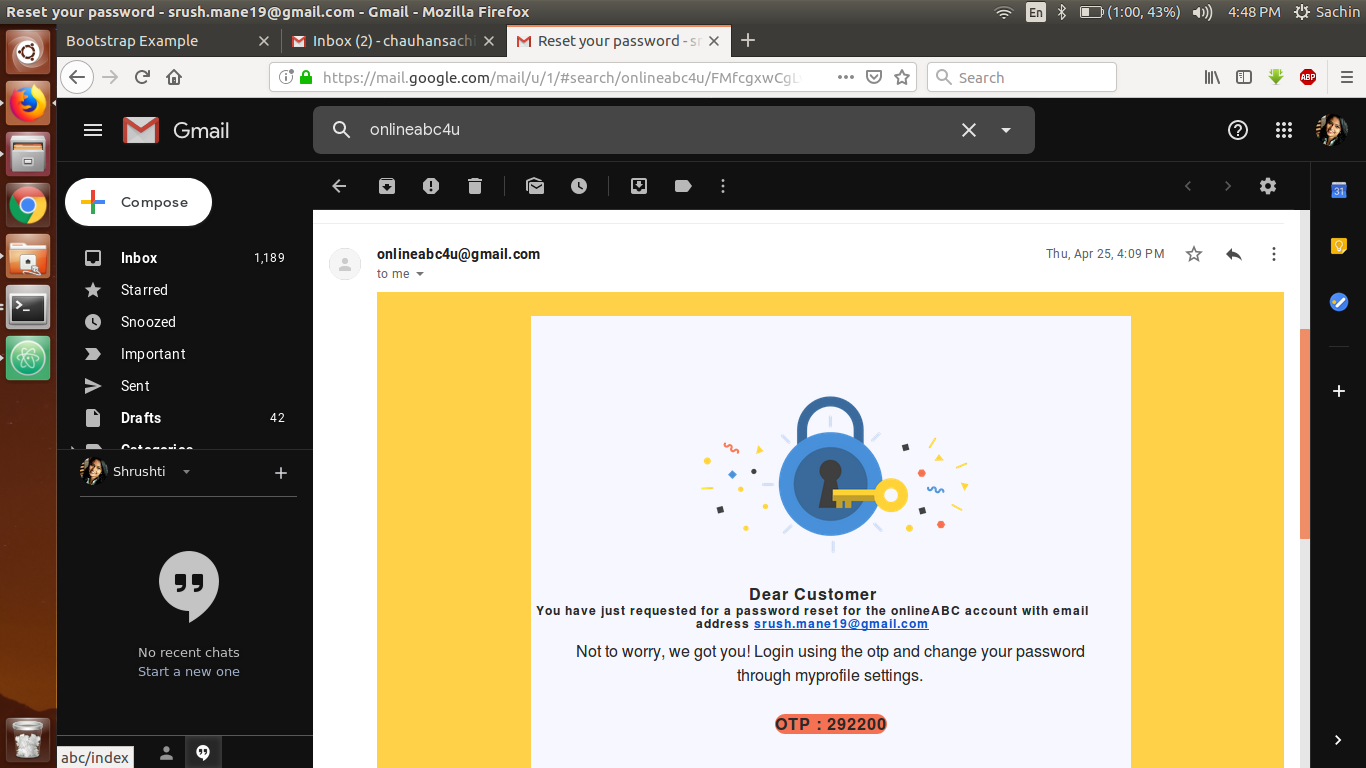 Reset your password - srush.mane19@gmail.com - Gmail - Mozilla Firefox
En
(1:00, 43%)
4:48 PM
Sachin
Bootstrap Example
Inbox (2) - chauhansach
Reset your password - sr
https://mail.google.com/mail/u/1/#search/onlineabc4u/FMfcgxwCgL
Search
ABP
Gmail
onlineabc4u
Compose
Inbox 1,189
Starred
Snoozed
Important
Sent
Drafts 42
Categories
Shrushti
No recent chats
Start a new one
abc/index
onlineabc4u@gmail.com
Thu, Apr 25, 4:09 PM
to me
31
Dear Customer
You have just requested for a password reset for the onlineABC account with email
address srush.mane19@gmail.com
Not to worry, we got you! Login using the otp and change your password
through myprofile settings.
OTP : 292200